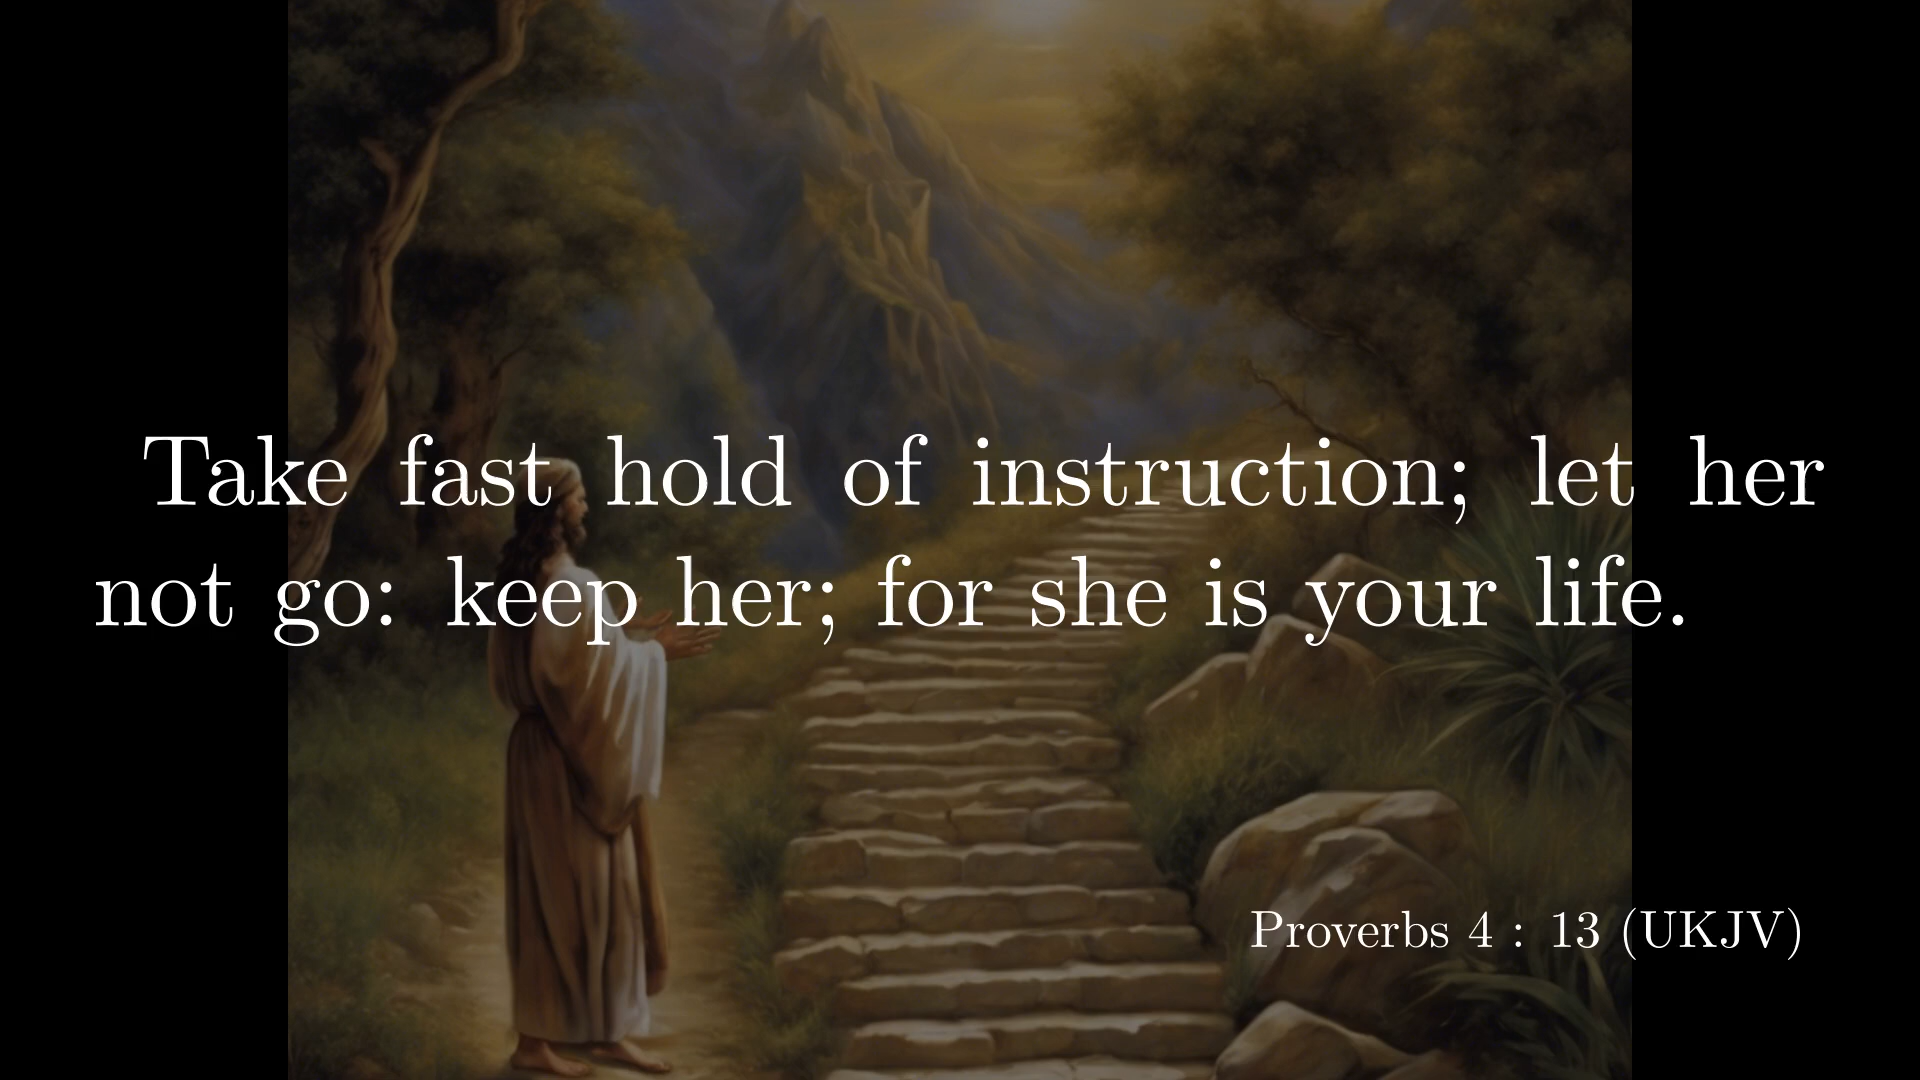 Take fast hold of instruction; let her
not go: keep her; for she is your life.
Proverbs 4 : 13 (UKJV)